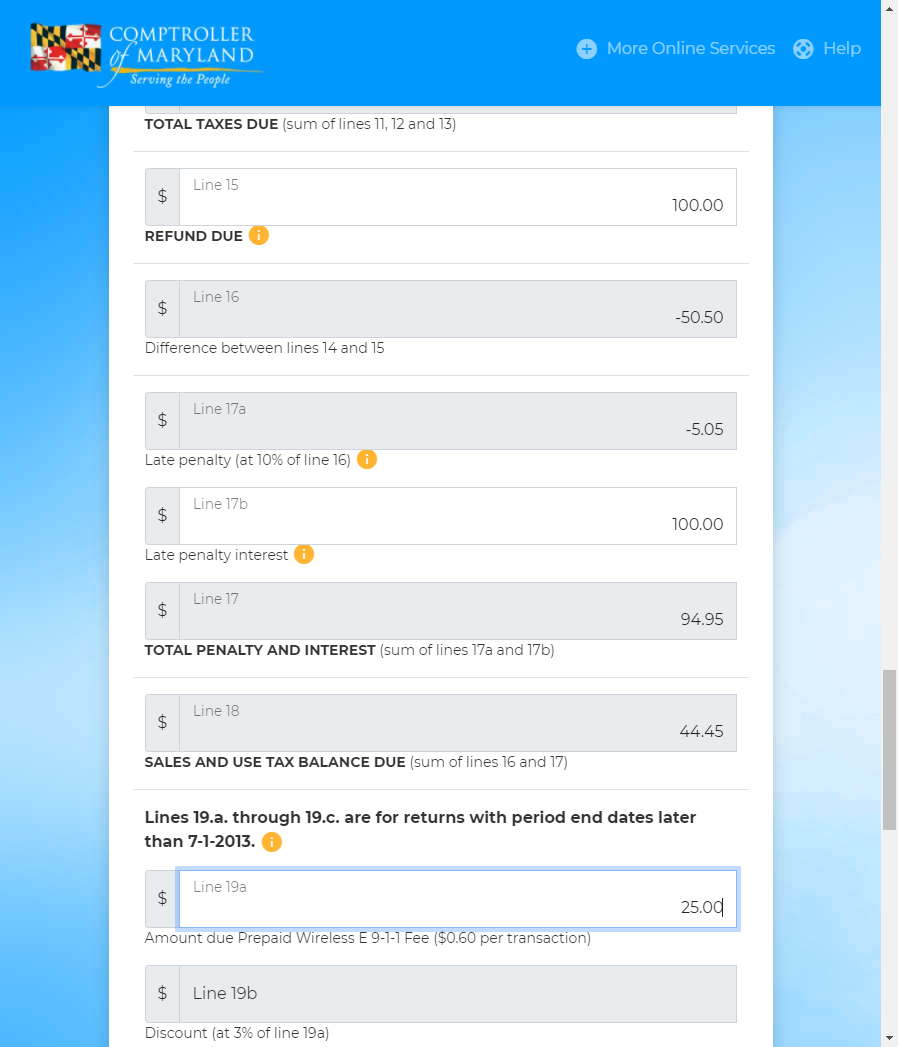 COMPTROLLER
of MARYLAND
Serving the People
More Online Services
Help
TOTAL TAXES DUE (sum of lines 11, 12 and 13)
$
Line 15
100.00
REFUND DUE
$
Line 16
-50.50
Difference between lines 14 and 15
$
Line 17a
-5.05
Late penalty (at 10% of line 16)
$
Line 17b
100.00
Late penalty interest
$
Line 17
94.95
TOTAL PENALTY AND INTEREST (sum of lines 17a and 17b)
$
Line 18
44.45
SALES AND USE TAX BALANCE DUE (sum of lines 16 and 17)
Lines 19.a. through 19.c. are for returns with period end dates later
than 7-1-2013.
$
Line 19a
25.00
Amount due Prepaid Wireless E 9-1-1 Fee ($0.60 per transaction)
$
Line 19b
Discount (at 3% of line 19a)